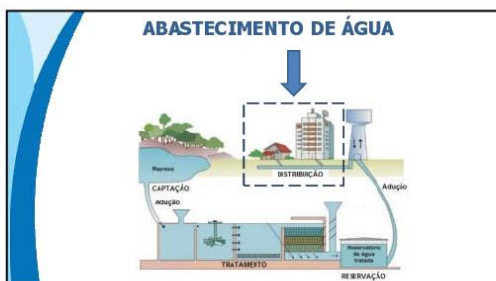 ABASTECIMENTO DE ÁGUA
Represa
CAPTAÇÃO
ADUÇÃO
DISTRIBUIÇÃO
Adução
TRATAMENTO
Reservatório
de água
tratada
RESERVAÇÃO